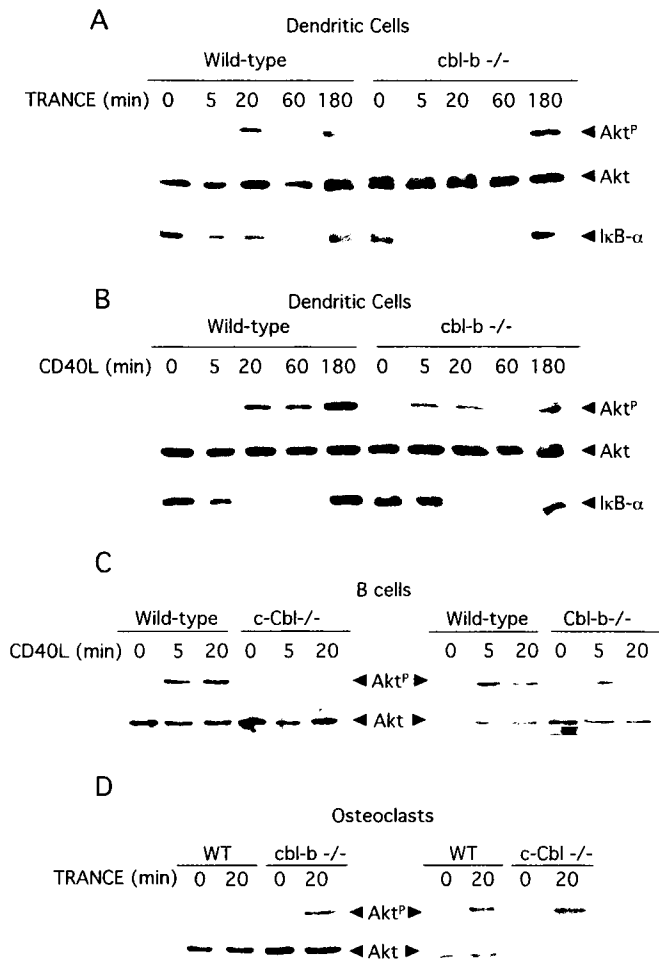 A
Dendritic Cells
Wild-type cbl-b -/-
TRANCE (min) 0 5 20 60 180 0 5 20 60 180
◄ Aktᴾ
◄ Akt
◄ IκB-α
B
Dendritic Cells
Wild-type cbl-b -/-
CD40L (min) 0 5 20 60 180 0 5 20 60 180
◄ Aktᴾ
◄ Akt
◄ IκB-α
C
B cells
Wild-type c-Cbl-/- Wild-type Cbl-b-/-
CD40L (min) 0 5 20 0 5 20 0 5 20 0 5 20
◄ Aktᴾ ►
◄ Akt ►
D
Osteoclasts
WT cbl-b -/- WT c-Cbl -/-
TRANCE (min) 0 20 0 20 0 20 0 20
◄ Aktᴾ ►
◄ Akt ►